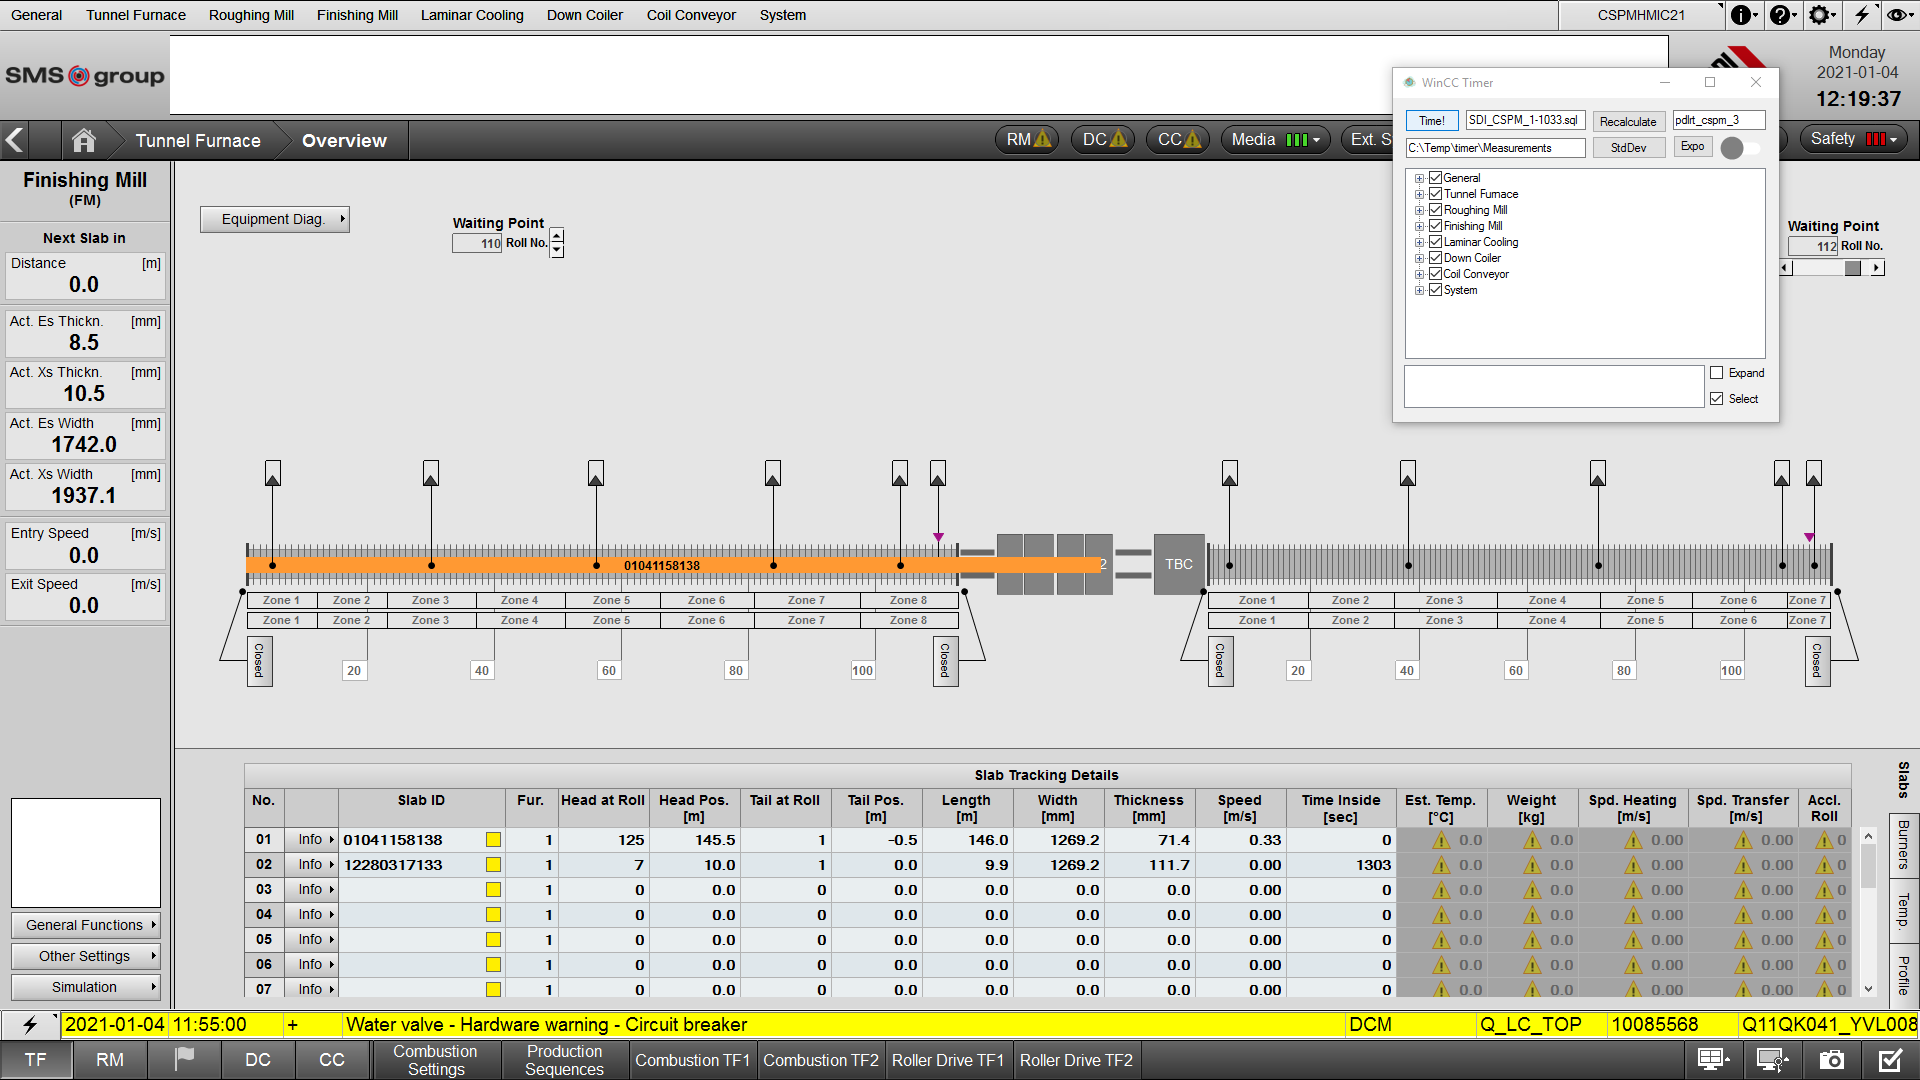 General Tunnel Furnace Roughing Mill Finishing Mill Laminar Cooling Down Coiler Coil Conveyor System CSPMHMIC21
SMS group
Monday
2021-01-04
12:19:37
Tunnel Furnace Overview RM DC CC Media Ext. S Safety
WinCC Timer
Time! SDI_CSPM_1-1033.sql Recalculate pdlrt_cspm_3
C:\Temp\timer\Measurements StdDev Expo
General
Tunnel Furnace
Roughing Mill
Finishing Mill
Laminar Cooling
Down Coiler
Coil Conveyor
System
Expand
Select
Finishing Mill
(FM)
Next Slab in
Distance [m]
0.0
Act. Es Thickn. [mm]
8.5
Act. Xs Thickn. [mm]
10.5
Act. Es Width [mm]
1742.0
Act. Xs Width [mm]
1937.1
Entry Speed [m/s]
0.0
Exit Speed [m/s]
0.0
General Functions
Other Settings
Simulation
Equipment Diag.
Waiting Point
110 Roll No.
Waiting Point
112 Roll No.
01041158138 2 TBC
Zone 1 Zone 2 Zone 3 Zone 4 Zone 5 Zone 6 Zone 7 Zone 8 Zone 1 Zone 2 Zone 3 Zone 4 Zone 5 Zone 6 Zone 7
Zone 1 Zone 2 Zone 3 Zone 4 Zone 5 Zone 6 Zone 7 Zone 8 Zone 1 Zone 2 Zone 3 Zone 4 Zone 5 Zone 6 Zone 7
Closed 20 40 60 80 100 Closed Closed 20 40 60 80 100 Closed
Slab Tracking Details
No. Slab ID Fur. Head at Roll Head Pos. Tail at Roll Tail Pos. Length Width Thickness Speed Time Inside Est. Temp. Weight Spd. Heating Spd. Transfer Accl.
[m] [m] [m] [mm] [mm] [m/s] [sec] [°C] [kg] [m/s] [m/s] Roll
01 Info 01041158138 1 125 145.5 1 -0.5 146.0 1269.2 71.4 0.33 0 0.0 0.0 0.00 0.00 0
02 Info 12280317133 1 7 10.0 1 0.0 9.9 1269.2 111.7 0.00 1303 0.0 0.0 0.00 0.00 0
03 Info 1 0 0.0 0 0.0 0.0 0.0 0.0 0.00 0 0.0 0.0 0.00 0.00 0
04 Info 1 0 0.0 0 0.0 0.0 0.0 0.0 0.00 0 0.0 0.0 0.00 0.00 0
05 Info 1 0 0.0 0 0.0 0.0 0.0 0.0 0.00 0 0.0 0.0 0.00 0.00 0
06 Info 1 0 0.0 0 0.0 0.0 0.0 0.0 0.00 0 0.0 0.0 0.00 0.00 0
07 Info 1 0 0.0 0 0.0 0.0 0.0 0.0 0.00 0 0.0 0.0 0.00 0.00 0
Slabs
Burners
Temp.
Profile
2021-01-04 11:55:00 + Water valve - Hardware warning - Circuit breaker DCM Q_LC_TOP 10085568 Q11QK041_YVL008
TF RM DC CC Combustion Settings Production Sequences Combustion TF1 Combustion TF2 Roller Drive TF1 Roller Drive TF2